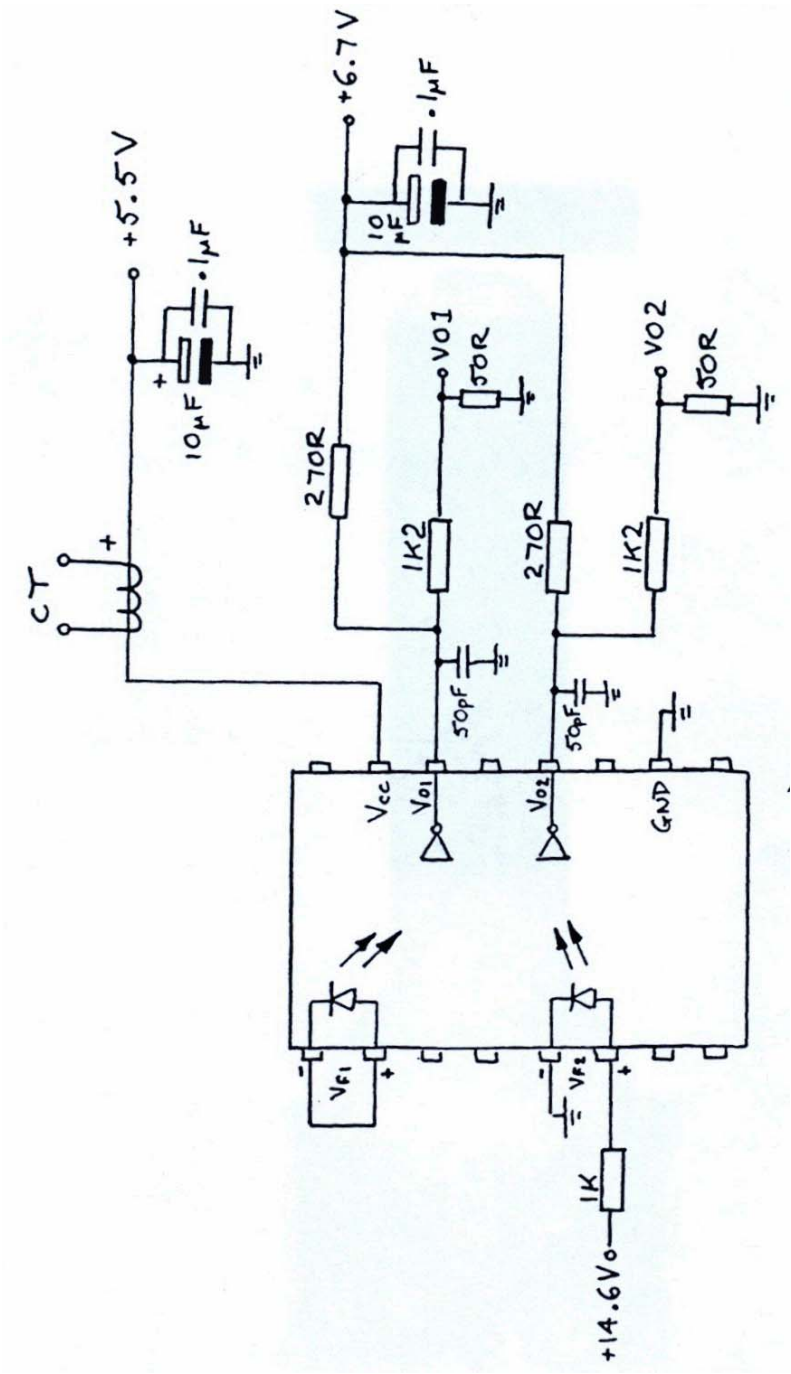 CT
+
+5.5V
+
10μF
.1μF
+6.7V
10
μF
.1μF
270R
1K2
VO1
50R
270R
1K2
VO2
50R
50pF
50pF
Vcc
VO1
VO2
GND
-
VF1
+
-
VF2
+
1K
+14.6V